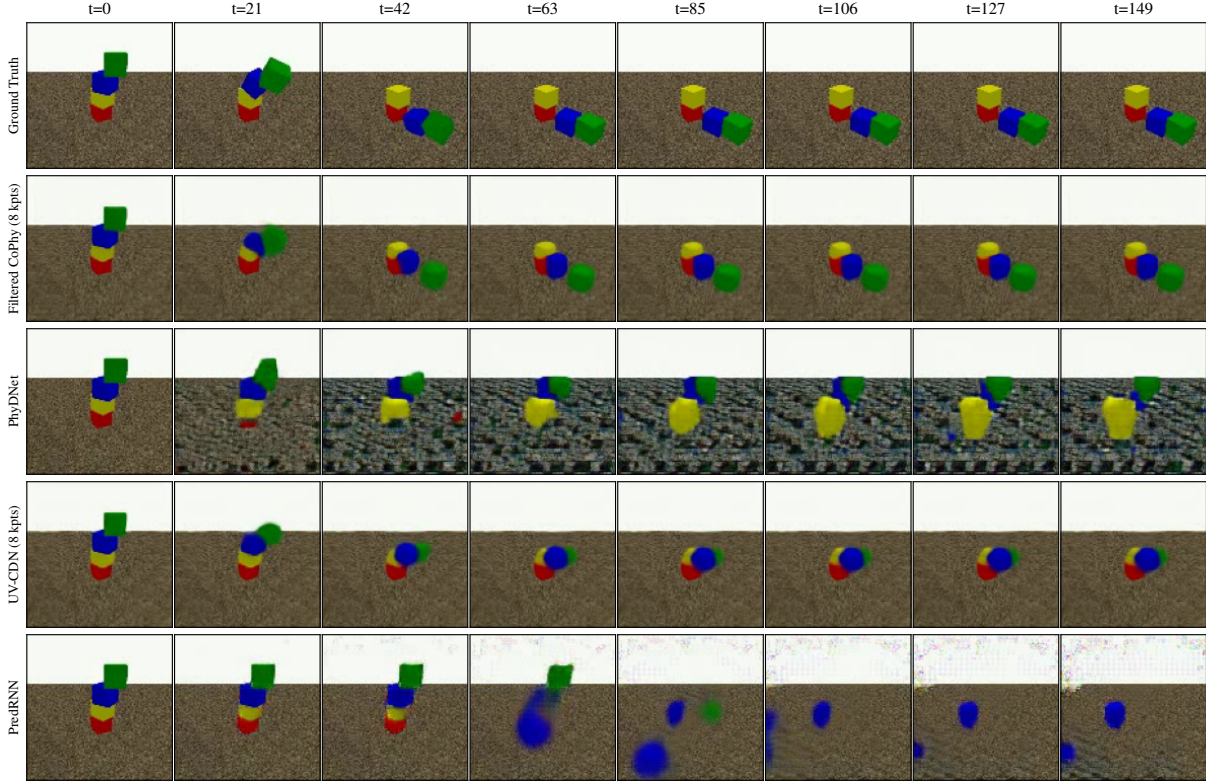 t=0 t=21 t=42 t=63 t=85 t=106 t=127 t=149
Ground Truth
Filtered CoPhy (8 kpts)
PhyDNet
UV-CDN (8 kpts)
PredRNN